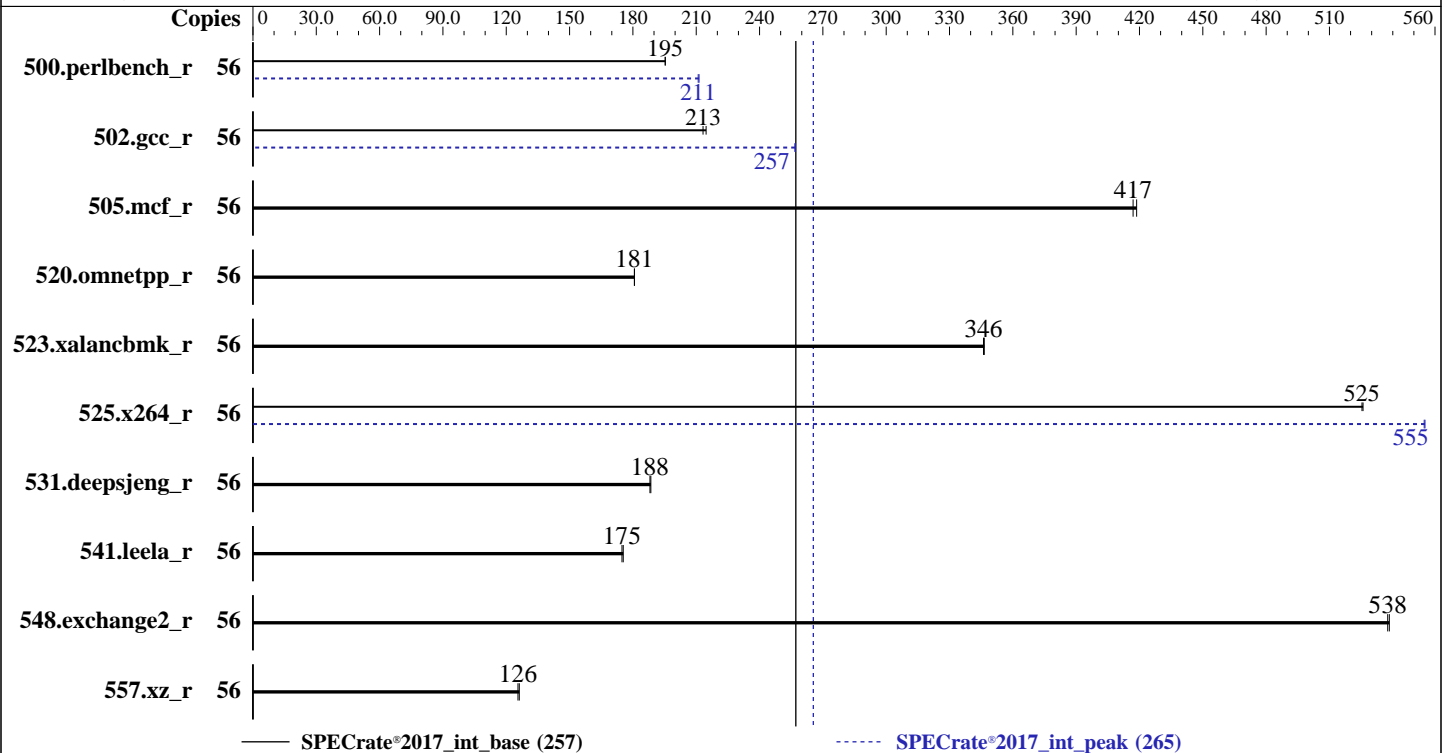 Copies 0 30.0 60.0 90.0 120 150 180 210 240 270 300 330 360 390 420 450 480 510 560
500.perlbench_r 56 195
211
502.gcc_r 56 213
257
505.mcf_r 56 417
520.omnetpp_r 56 181
523.xalancbmk_r 56 346
525.x264_r 56 525
555
531.deepsjeng_r 56 188
541.leela_r 56 175
548.exchange2_r 56 538
557.xz_r 56 126
SPECrate®2017_int_base (257) SPECrate®2017_int_peak (265)